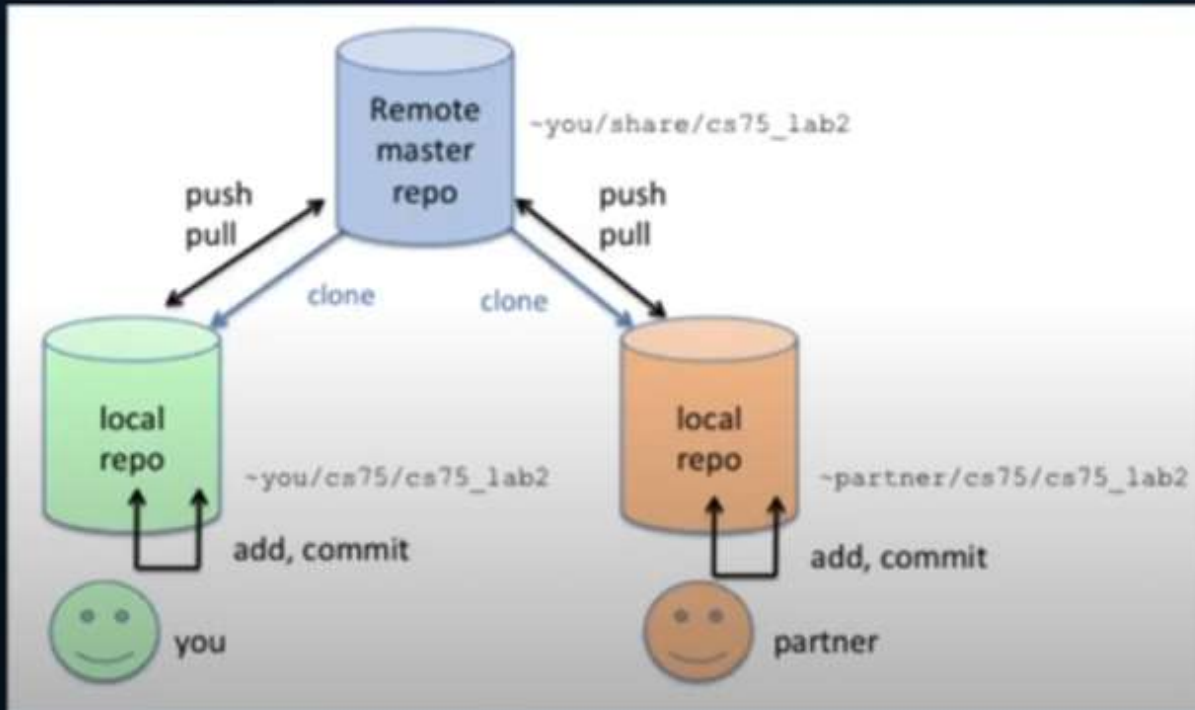 Remote
master
repo
~you/share/cs75_lab2
push
pull
push
pull
clone
clone
local
repo
~you/cs75/cs75_lab2
add, commit
you
local
repo
~partner/cs75/cs75_lab2
add, commit
partner